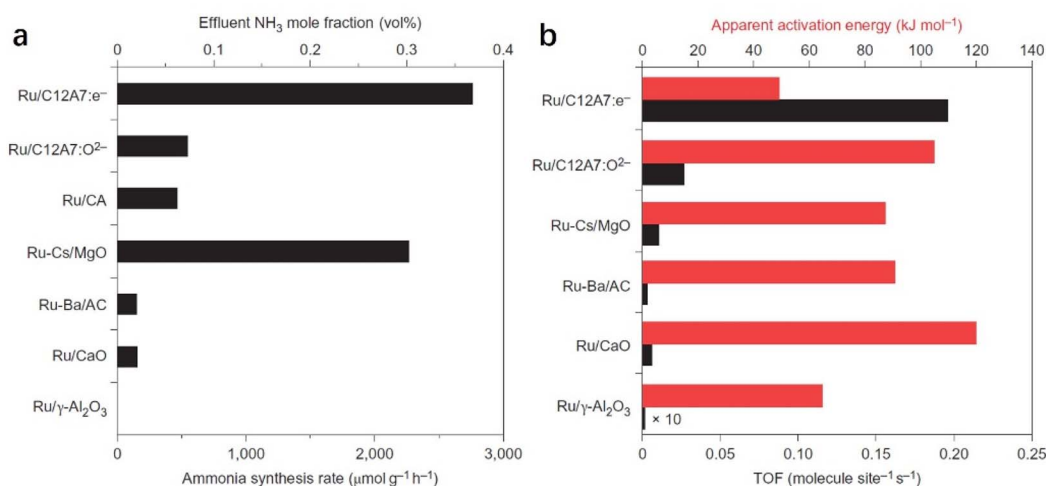 a
Effluent NH₃ mole fraction (vol%)
0 0.1 0.2 0.3 0.4
Ru/C12A7:e⁻
Ru/C12A7:O²⁻
Ru/CA
Ru-Cs/MgO
Ru-Ba/AC
Ru/CaO
Ru/γ-Al₂O₃
0 1,000 2,000 3,000
Ammonia synthesis rate (μmol g⁻¹ h⁻¹)
b
Apparent activation energy (kJ mol⁻¹)
0 20 40 60 80 100 120 140
Ru/C12A7:e⁻
Ru/C12A7:O²⁻
Ru-Cs/MgO
Ru-Ba/AC
Ru/CaO
Ru/γ-Al₂O₃
× 10
0 0.05 0.10 0.15 0.20 0.25
TOF (molecule site⁻¹ s⁻¹)